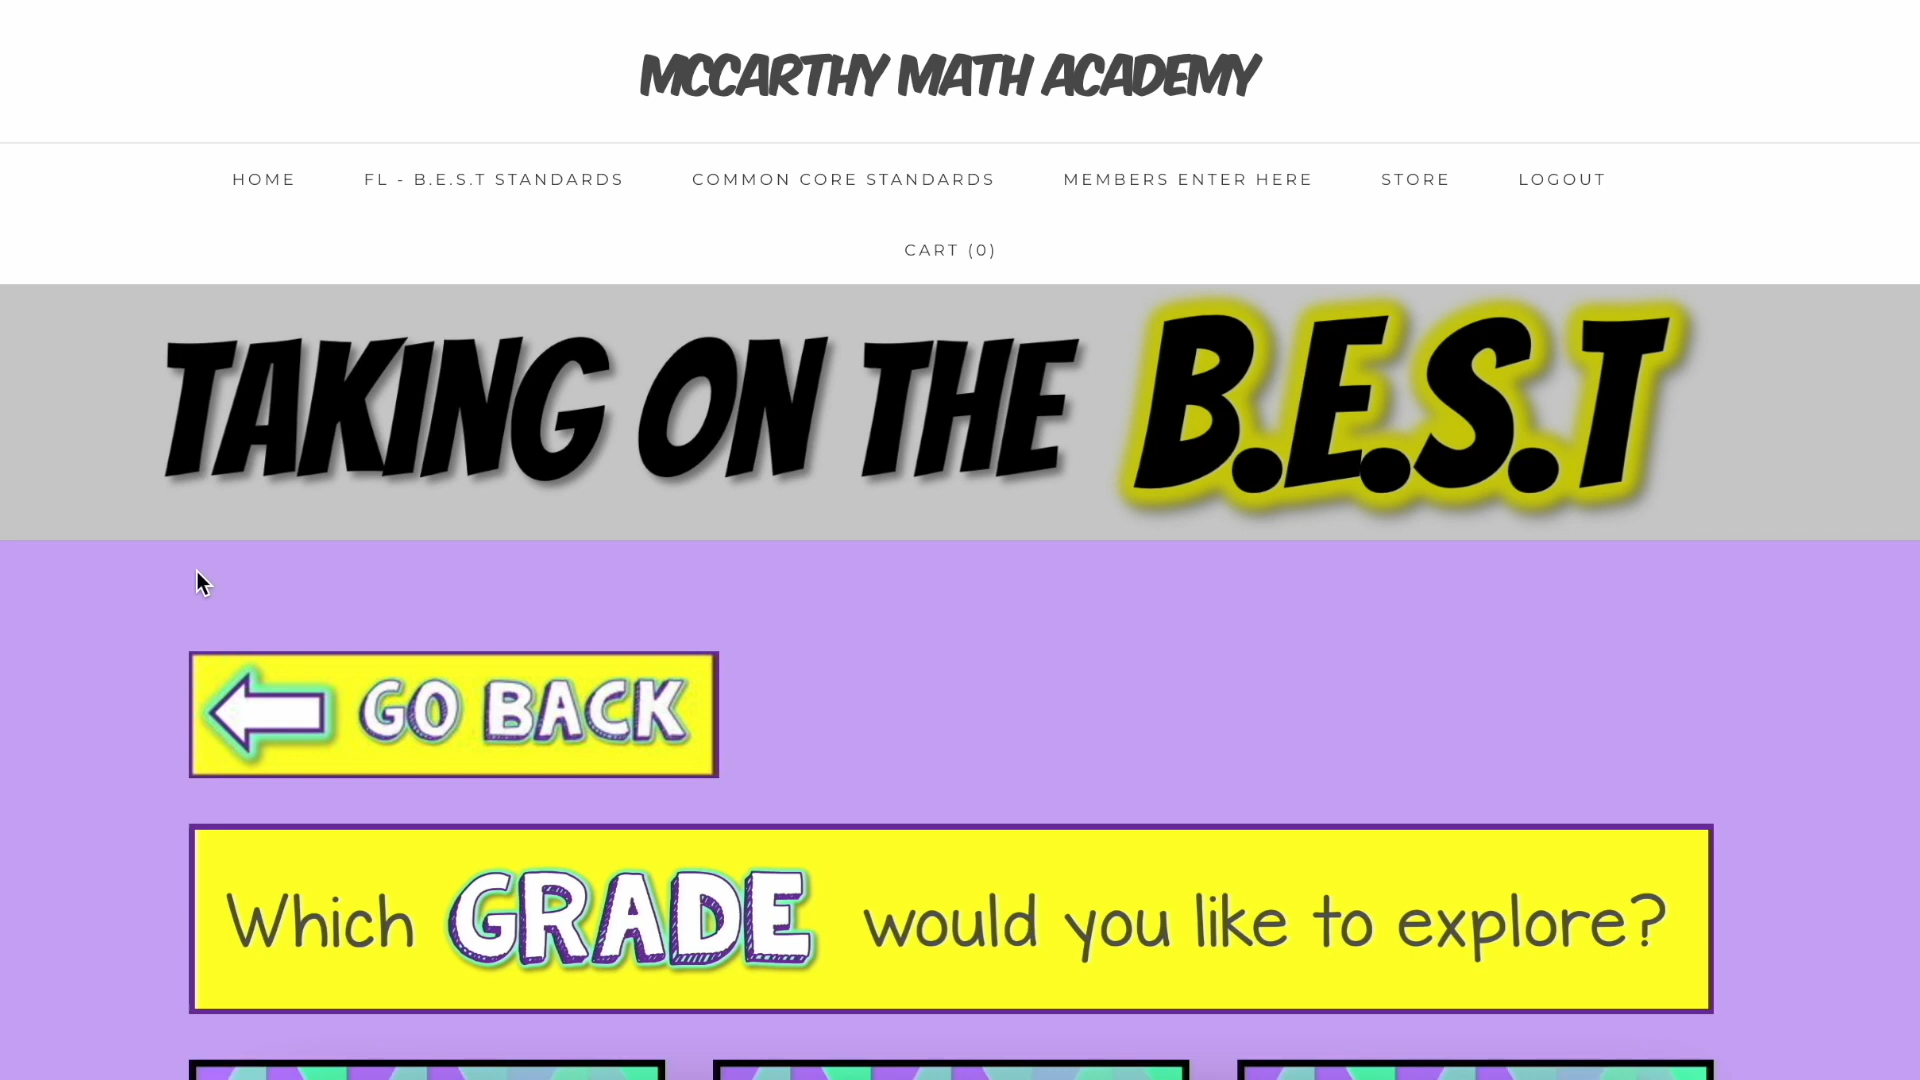 MCCARTHY MATH ACADEMY
HOME FL - B.E.S.T STANDARDS COMMON CORE STANDARDS MEMBERS ENTER HERE STORE LOGOUT
CART (0)
TAKING ON THE B.E.S.T
GO BACK
Which GRADE would you like to explore?